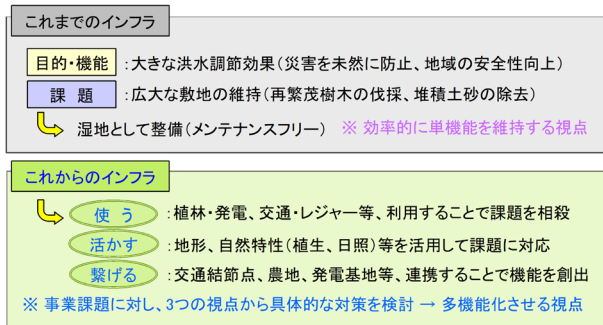 これまでのインフラ
目的・機能 ：大きな洪水調節効果（災害を未然に防止、地域の安全性向上）
課 題 ：広大な敷地の維持（再繁茂樹木の伐採、堆積土砂の除去）
湿地として整備（メンテナンスフリー） ※ 効率的に単機能を維持する視点
これからのインフラ
使 う ：植林・発電、交通・レジャー等、利用することで課題を相殺
活かす ：地形、自然特性（植生、日照）等を活用して課題に対応
繋げる ：交通結節点、農地、発電基地等、連携することで機能を創出
※ 事業課題に対し、3つの視点から具体的な対策を検討 → 多機能化させる視点